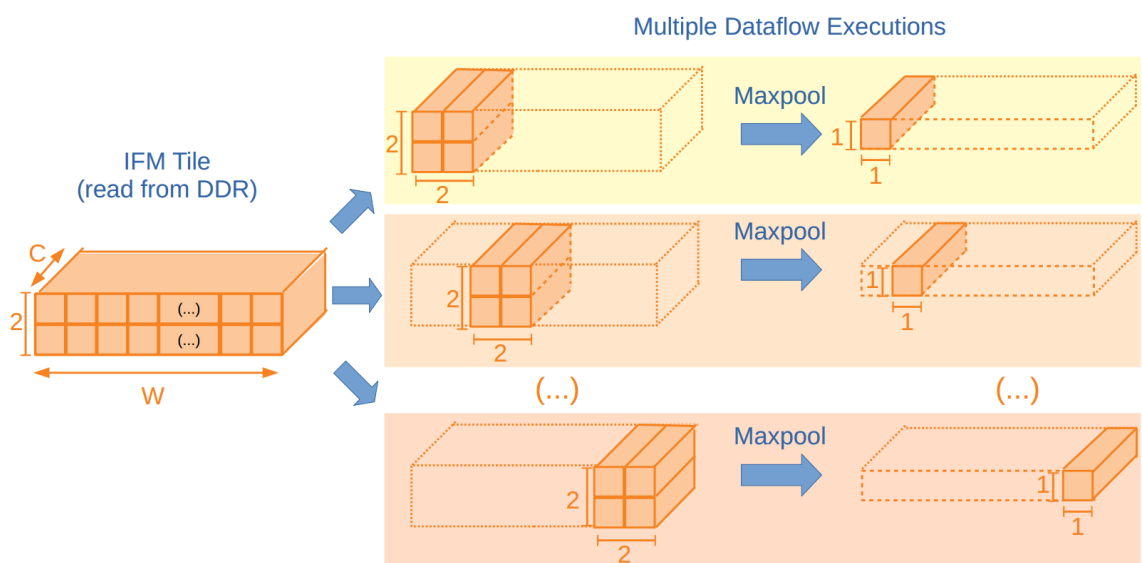 Multiple Dataflow Executions
IFM Tile
(read from DDR)
C
2
(...)
(...)
W
2
2
Maxpool
1
1
2
2
Maxpool
1
1
(...)
(...)
2
2
Maxpool
1
1